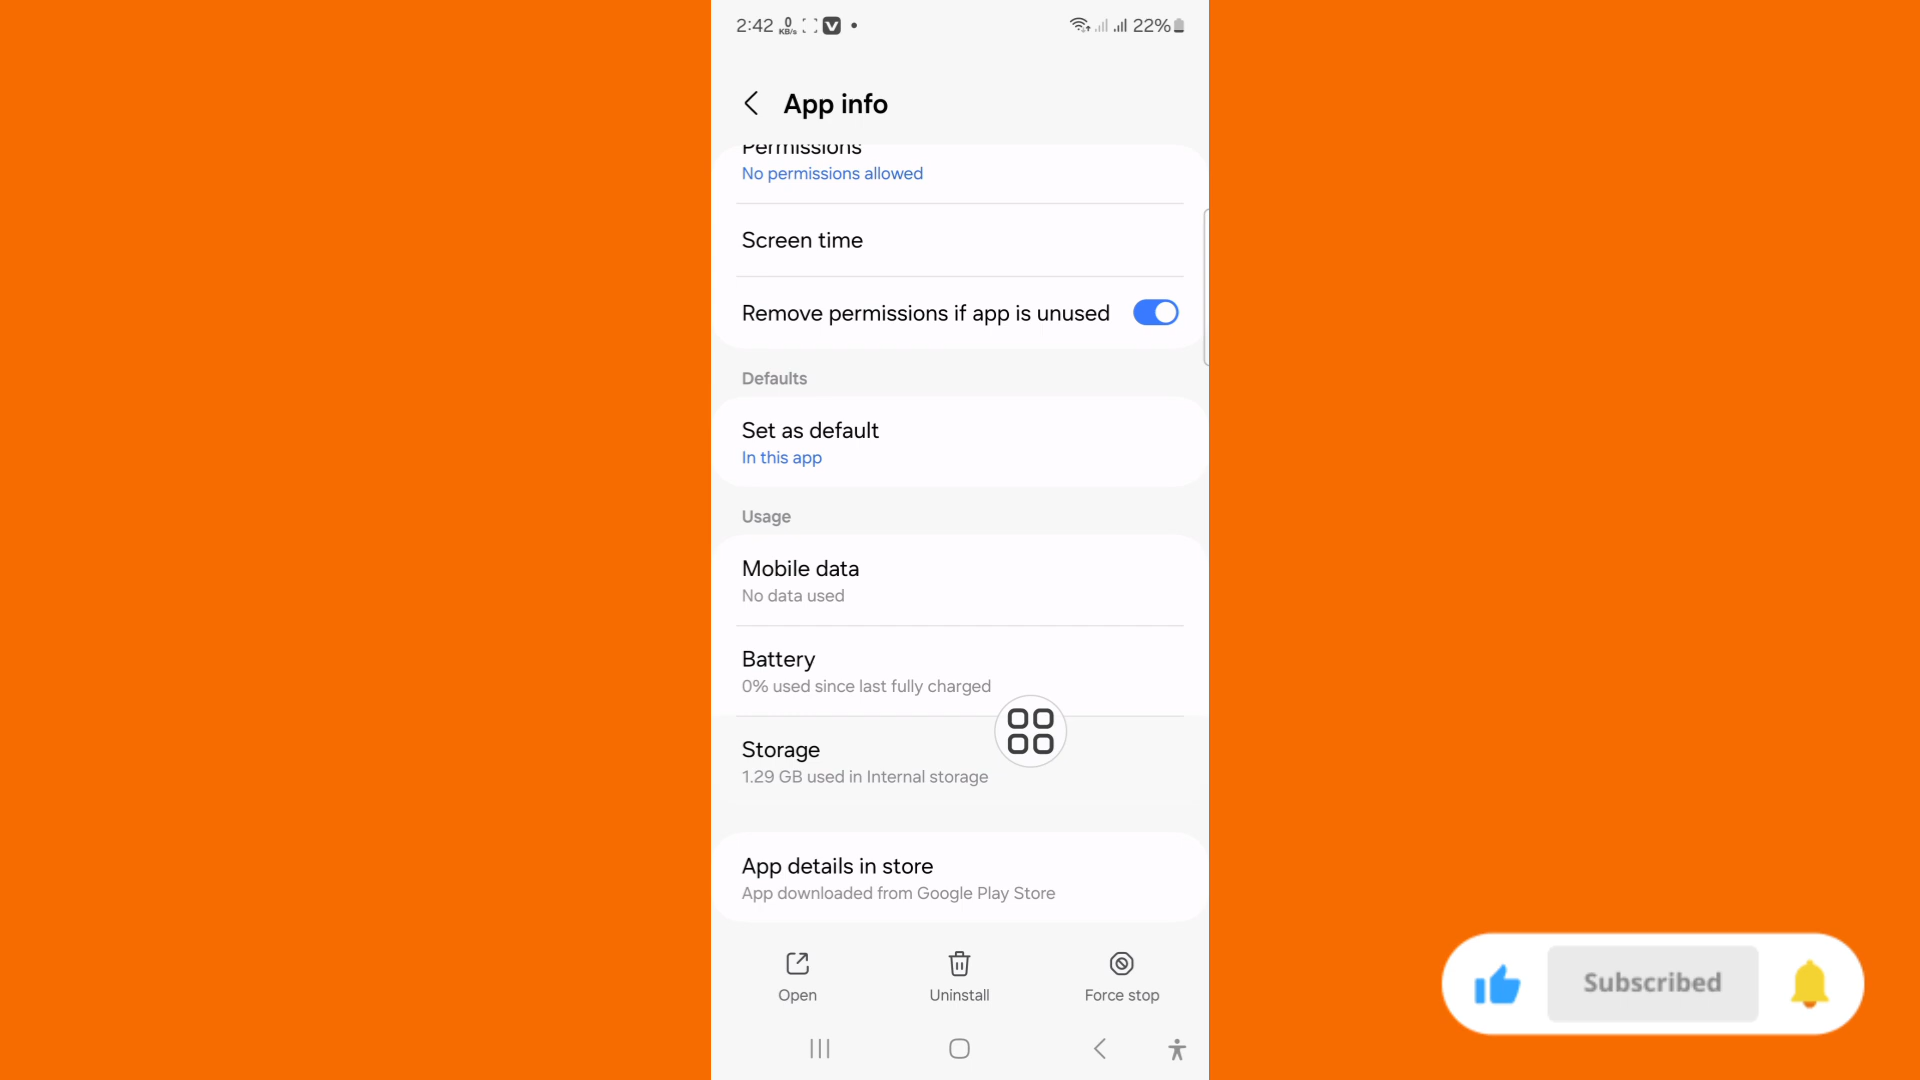 2:42 0 KB/s V 22%
App info
Permissions
No permissions allowed
Screen time
Remove permissions if app is unused
Defaults
Set as default
In this app
Usage
Mobile data
No data used
Battery
0% used since last fully charged
Storage
1.29 GB used in Internal storage
App details in store
App downloaded from Google Play Store
Open Uninstall Force stop
Subscribed